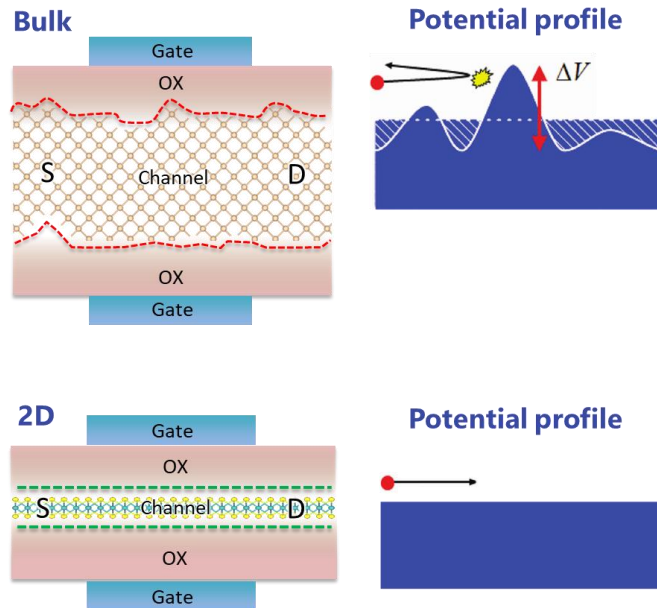 Bulk
Potential profile
Gate
OX
ΔV
S
Channel
D
OX
Gate
2D
Potential profile
Gate
OX
S
Channel
D
OX
Gate